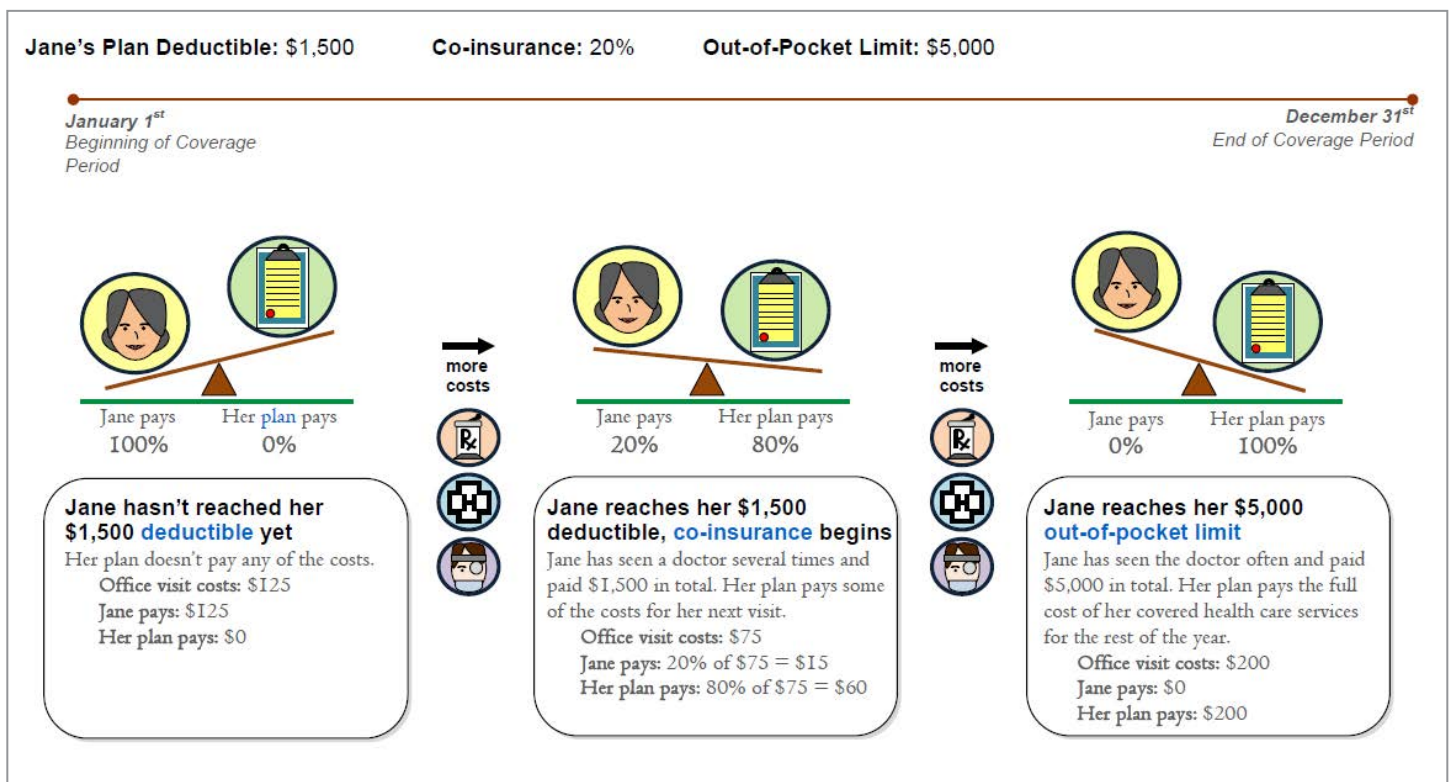 Jane's Plan Deductible: $1,500 Co-insurance: 20% Out-of-Pocket Limit: $5,000
January 1st
Beginning of Coverage
Period
December 31st
End of Coverage Period
Jane pays
100%
Her plan pays
0%
more
costs
Rx
H
Jane pays
20%
Her plan pays
80%
more
costs
Rx
H
Jane pays
0%
Her plan pays
100%
Jane hasn't reached her
$1,500 deductible yet
Her plan doesn't pay any of the costs.
Office visit costs: $125
Jane pays: $125
Her plan pays: $0
Jane reaches her $1,500
deductible, co-insurance begins
Jane has seen a doctor several times and
paid $1,500 in total. Her plan pays some
of the costs for her next visit.
Office visit costs: $75
Jane pays: 20% of $75 = $15
Her plan pays: 80% of $75 = $60
Jane reaches her $5,000
out-of-pocket limit
Jane has seen the doctor often and paid
$5,000 in total. Her plan pays the full
cost of her covered health care services
for the rest of the year.
Office visit costs: $200
Jane pays: $0
Her plan pays: $200